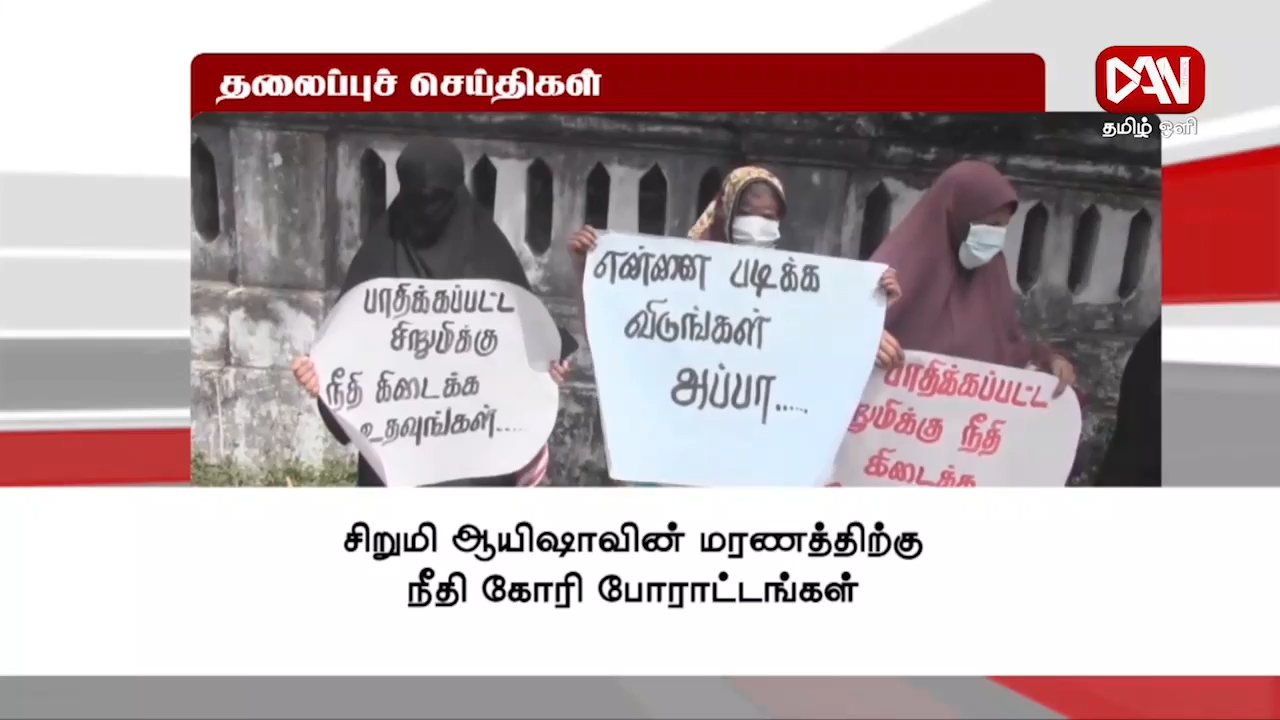 தலைப்புச் செய்திகள்
DAN
தமிழ் ஒளி
பாதிக்கப்பட்ட
சிறுமிக்கு
நீதி கிடைக்க
உதவுங்கள்.....
என்னை படிக்க
விடுங்கள்
அப்பா.....
பாதிக்கப்பட்ட
றுமிக்கு நீதி
கிடைக்க
சிறுமி ஆயிஷாவின் மரணத்திற்கு
நீதி கோரி போராட்டங்கள்